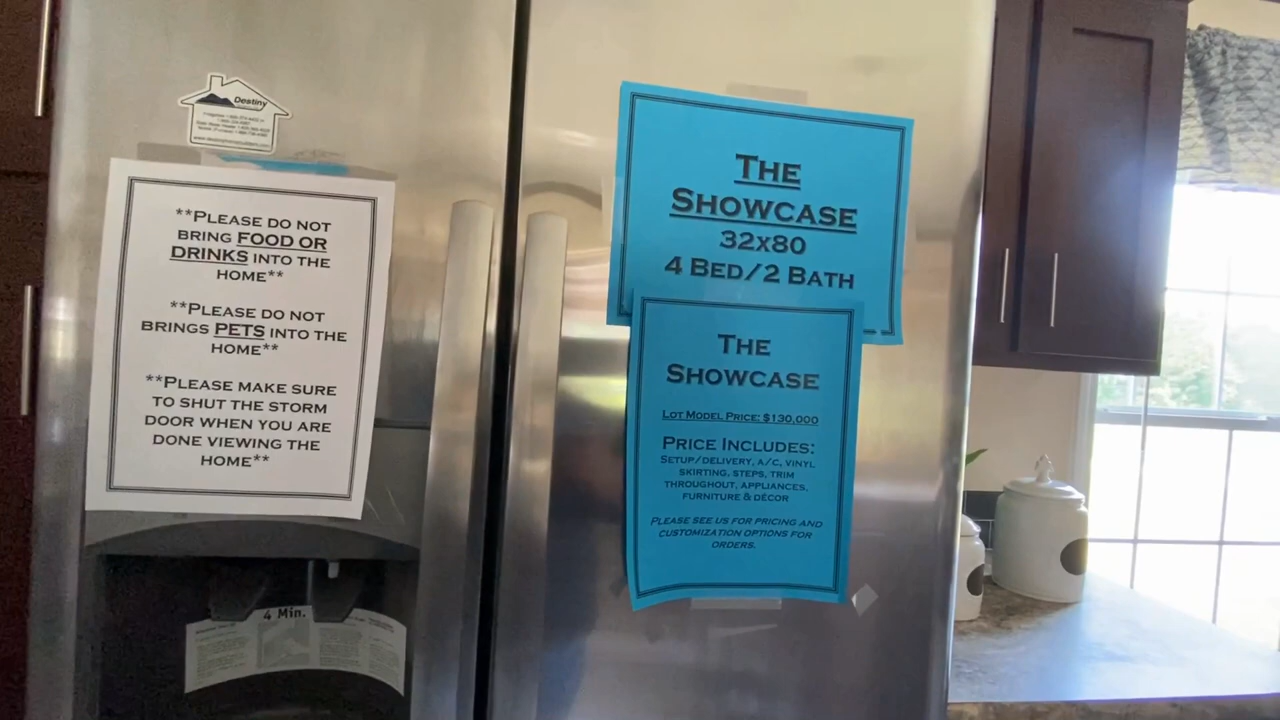 Destiny
**PLEASE DO NOT
BRING FOOD OR
DRINKS INTO THE
HOME**
**PLEASE DO NOT
BRINGS PETS INTO THE
HOME**
**PLEASE MAKE SURE
TO SHUT THE STORM
DOOR WHEN YOU ARE
DONE VIEWING THE
HOME**
4 Min.
THE
SHOWCASE
32X80
4 BED/2 BATH
THE
SHOWCASE
LOT MODEL PRICE: $130,000
PRICE INCLUDES:
SETUP/DELIVERY, A/C, VINYL
SKIRTING, STEPS, TRIM
THROUGHOUT, APPLIANCES,
FURNITURE & DÉCOR
PLEASE SEE US FOR PRICING AND
CUSTOMIZATION OPTIONS FOR
ORDERS.